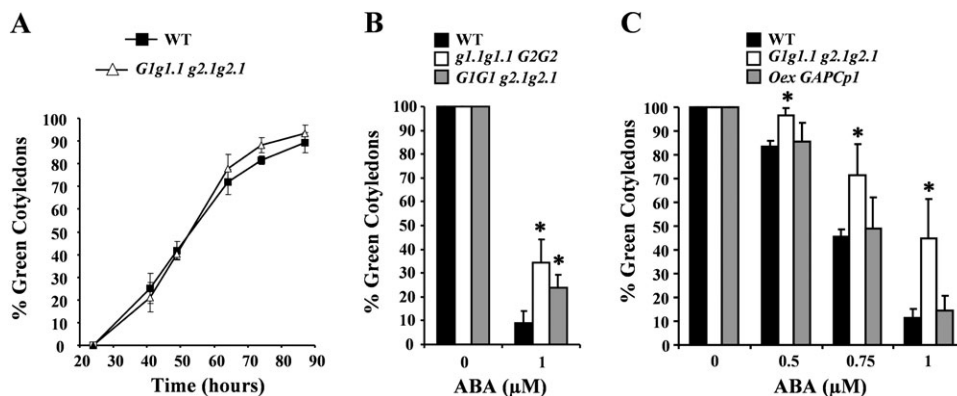 A
WT
G1g1.1 g2.1g2.1
% Green Cotyledons
100
90
80
70
60
50
40
30
20
10
0
20 30 40 50 60 70 80 90
Time (hours)
B
WT
g1.1g1.1 G2G2
G1G1 g2.1g2.1
% Green Cotyledons
100
90
80
70
60
50
40
30
20
10
0
* *
0 1
ABA (µM)
C
WT
G1g1.1 g2.1g2.1
Oex GAPCp1
% Green Cotyledons
100
90
80
70
60
50
40
30
20
10
0
* * *
0 0.5 0.75 1
ABA (µM)